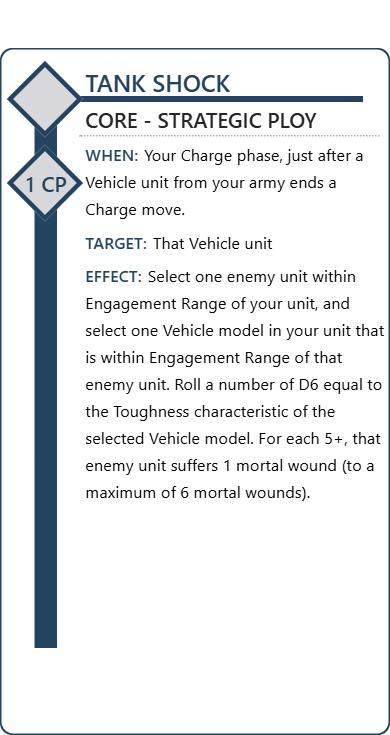 TANK SHOCK
CORE - STRATEGIC PLOY
WHEN: Your Charge phase, just after a
1 CP
Vehicle unit from your army ends a
Charge move.
TARGET: That Vehicle unit
EFFECT: Select one enemy unit within
Engagement Range of your unit, and
select one Vehicle model in your unit that
is within Engagement Range of that
enemy unit. Roll a number of D6 equal to
the Toughness characteristic of the
selected Vehicle model. For each 5+, that
enemy unit suffers 1 mortal wound (to a
maximum of 6 mortal wounds).